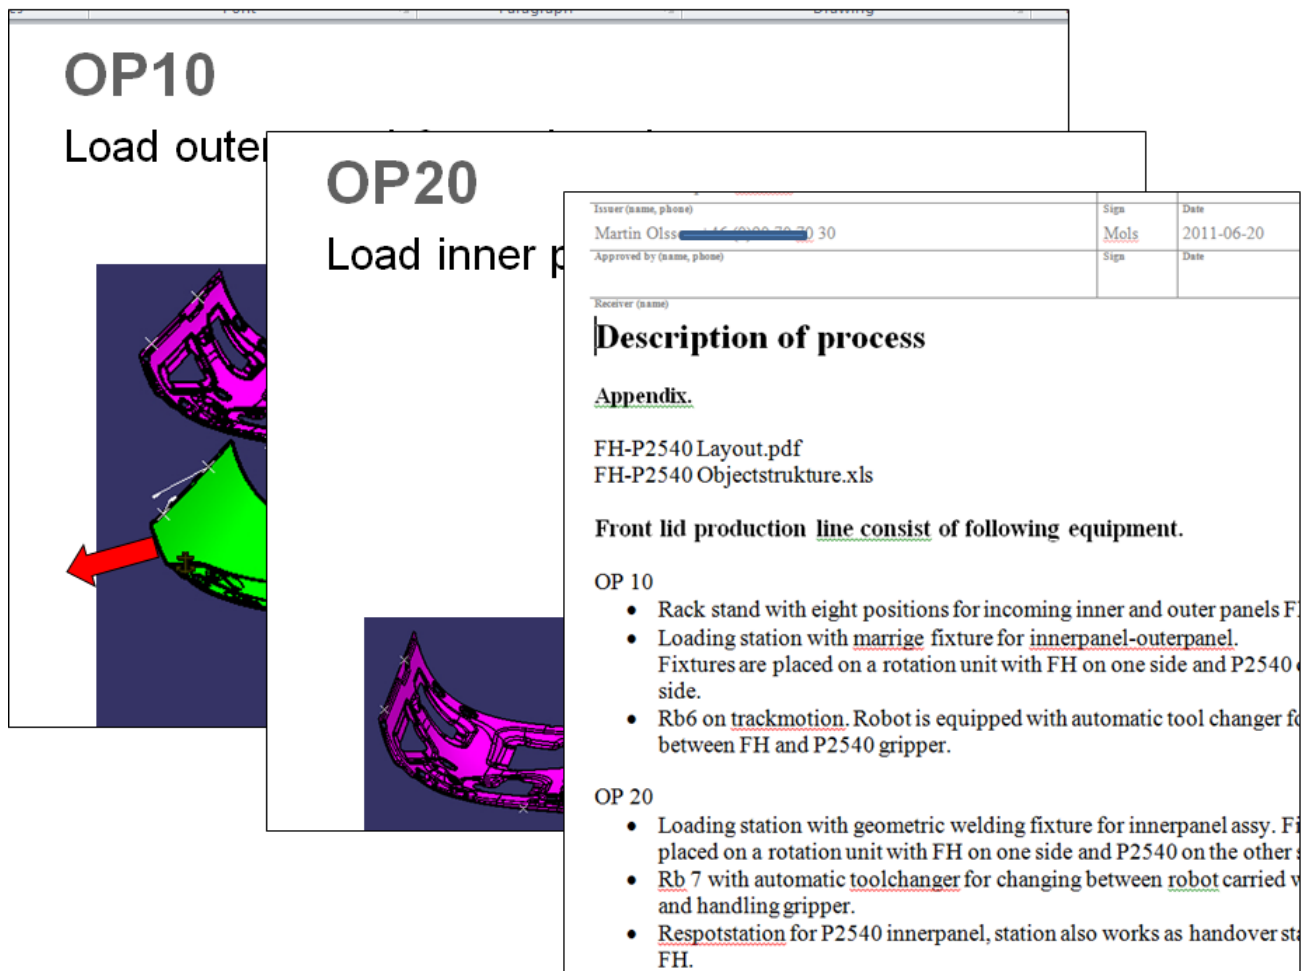 Font Paragraph Drawing
OP10
Load outer
OP20
Load inner
Issuer (name, phone) Sign Date
Martin Olss 30 Mols 2011-06-20
Approved by (name, phone) Sign Date
Receiver (name)
Description of process
Appendix.
FH-P2540 Layout.pdf
FH-P2540 Objectstrukture.xls
Front lid production line consist of following equipment.
OP 10
• Rack stand with eight positions for incoming inner and outer panels
• Loading station with marrige fixture for innerpanel-outerpanel.
Fixtures are placed on a rotation unit with FH on one side and P2540
side.
• Rb6 on trackmotion. Robot is equipped with automatic tool changer
between FH and P2540 gripper.
OP 20
• Loading station with geometric welding fixture for innerpanel assy.
placed on a rotation unit with FH on one side and P2540 on the other
• Rb 7 with automatic toolchanger for changing between robot carried
and handling gripper.
• Respotstation for P2540 innerpanel, station also works as handover
FH.